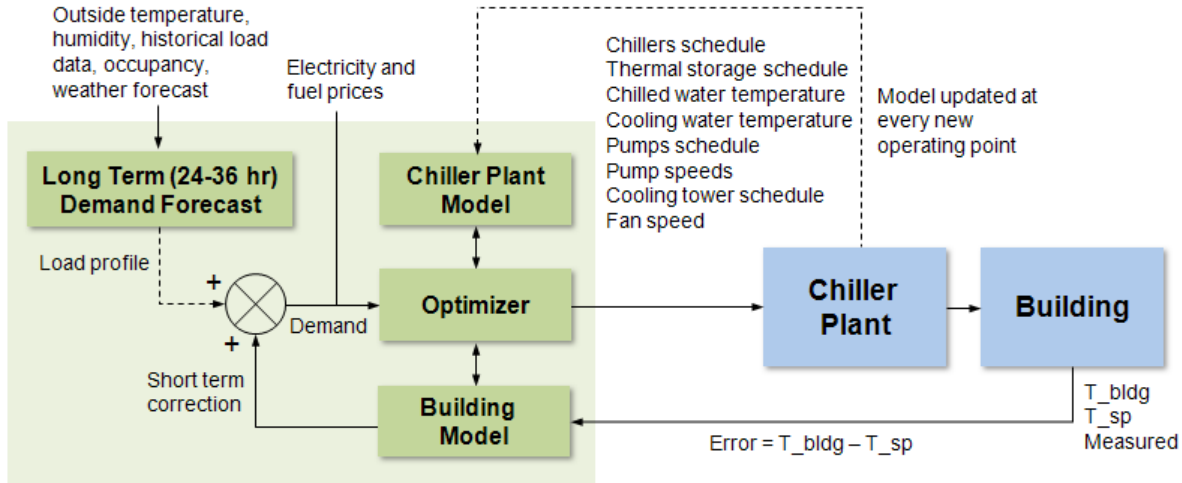 Outside temperature,
humidity, historical load
data, occupancy,
weather forecast
Electricity and
fuel prices
Chillers schedule
Thermal storage schedule
Chilled water temperature
Cooling water temperature
Pumps schedule
Pump speeds
Cooling tower schedule
Fan speed
Model updated at
every new
operating point
Long Term (24-36 hr)
Demand Forecast
Chiller Plant
Model
Load profile
+
+
Demand
Optimizer
Chiller
Plant
Building
Short term
correction
Building
Model
Error = T_bldg – T_sp
T_bldg
T_sp
Measured